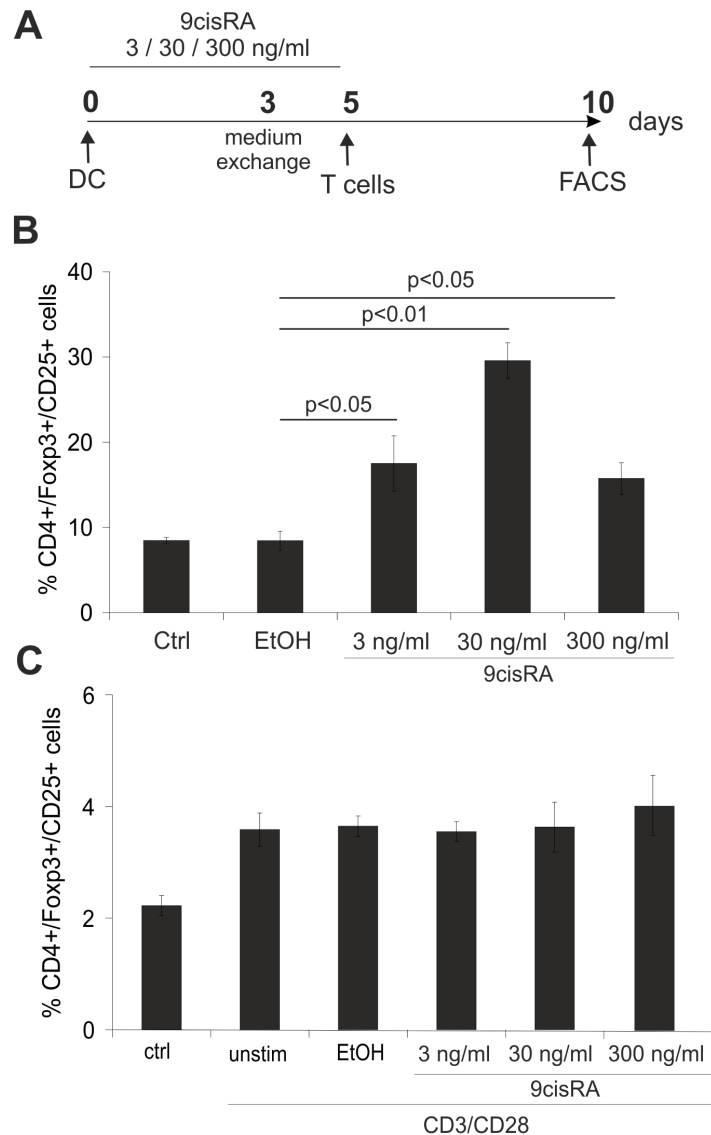 A
9cisRA
3 / 30 / 300 ng/ml
0 3 5 10 days
medium
exchange
DC T cells FACS
B
% CD4+/Foxp3+/CD25+ cells
40
30
20
10
0
p<0.05
p<0.01
p<0.05
Ctrl EtOH 3 ng/ml 30 ng/ml 300 ng/ml
9cisRA
C
% CD4+/Foxp3+/CD25+ cells
6
4
2
0
ctrl unstim EtOH 3 ng/ml 30 ng/ml 300 ng/ml
9cisRA
CD3/CD28